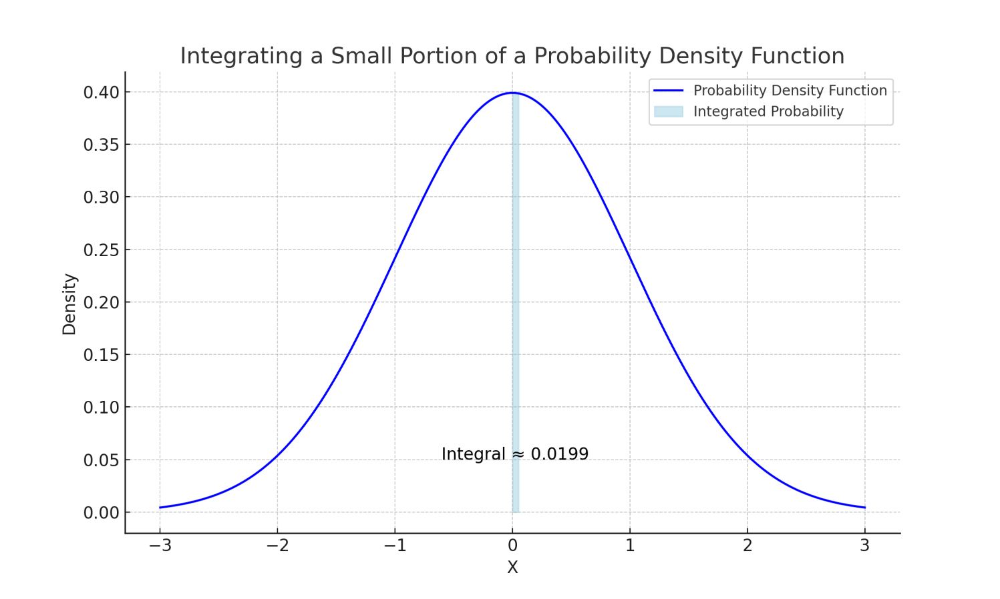 Integrating a Small Portion of a Probability Density Function
Probability Density Function
Integrated Probability
0.40
0.35
0.30
0.25
0.20
0.15
0.10
0.05
0.00
Density
Integral ≈ 0.0199
−3 −2 −1 0 1 2 3
X